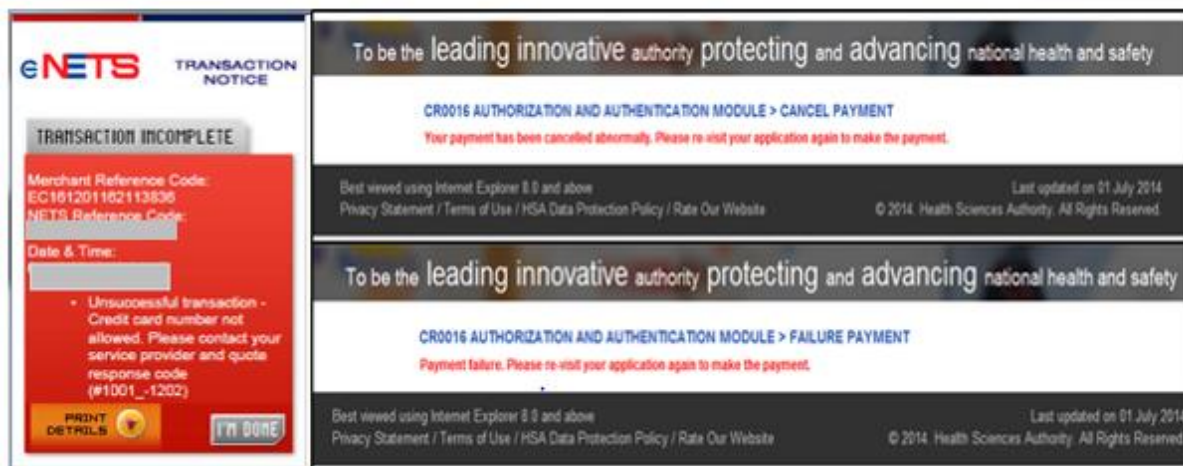 eNETS
TRANSACTION
NOTICE
TRANSACTION INCOMPLETE
Merchant Reference Code:
EC161201162113836
NETS Reference Code:
Date & Time:
• Unsuccessful transaction -
Credit card number not
allowed. Please contact your
service provider and quote
response code
(#1001_-1202)
PRINT
DETAILS
I'M DONE
To be the leading innovative authority protecting and advancing national health and safety
CR0016 AUTHORIZATION AND AUTHENTICATION MODULE > CANCEL PAYMENT
Your payment has been cancelled abnormally. Please re-visit your application again to make the payment.
Best viewed using Internet Explorer 8.0 and above
Last updated on 01 July 2014
Privacy Statement / Terms of Use / HSA Data Protection Policy / Rate Our Website
© 2014. Health Sciences Authority. All Rights Reserved.
To be the leading innovative authority protecting and advancing national health and safety
CR0016 AUTHORIZATION AND AUTHENTICATION MODULE > FAILURE PAYMENT
Payment failure. Please re-visit your application again to make the payment.
Best viewed using Internet Explorer 8.0 and above
Last updated on 01 July 2014
Privacy Statement / Terms of Use / HSA Data Protection Policy / Rate Our Website
© 2014. Health Sciences Authority. All Rights Reserved